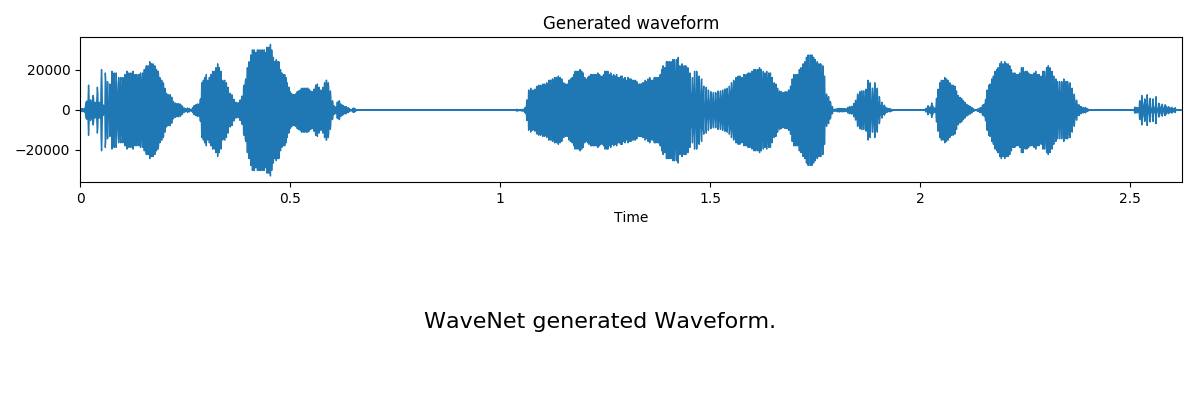 Generated waveform
20000
0
−20000
0 0.5 1 1.5 2 2.5
Time
WaveNet generated Waveform.